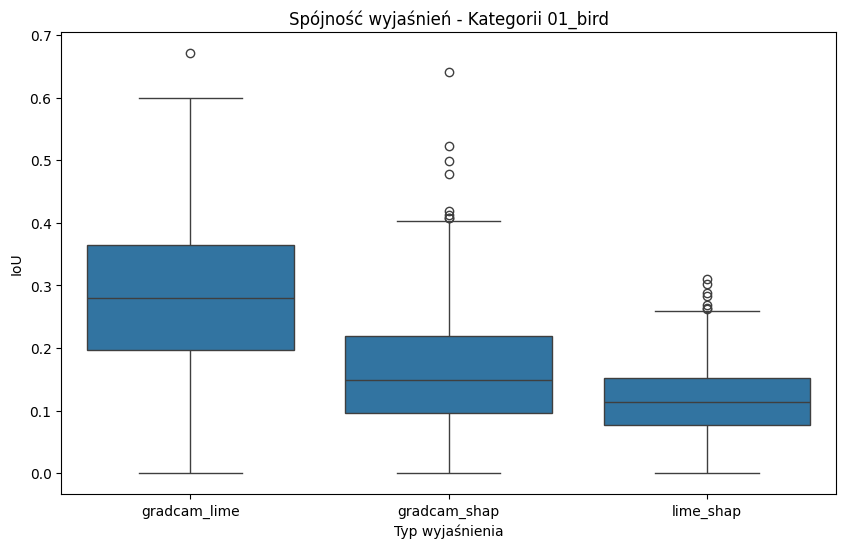 Spójność wyjaśnień - Kategorii 01_bird
0.7
0.6
0.5
0.4
0.3
0.2
0.1
0.0
IoU
gradcam_lime
gradcam_shap
lime_shap
Typ wyjaśnienia